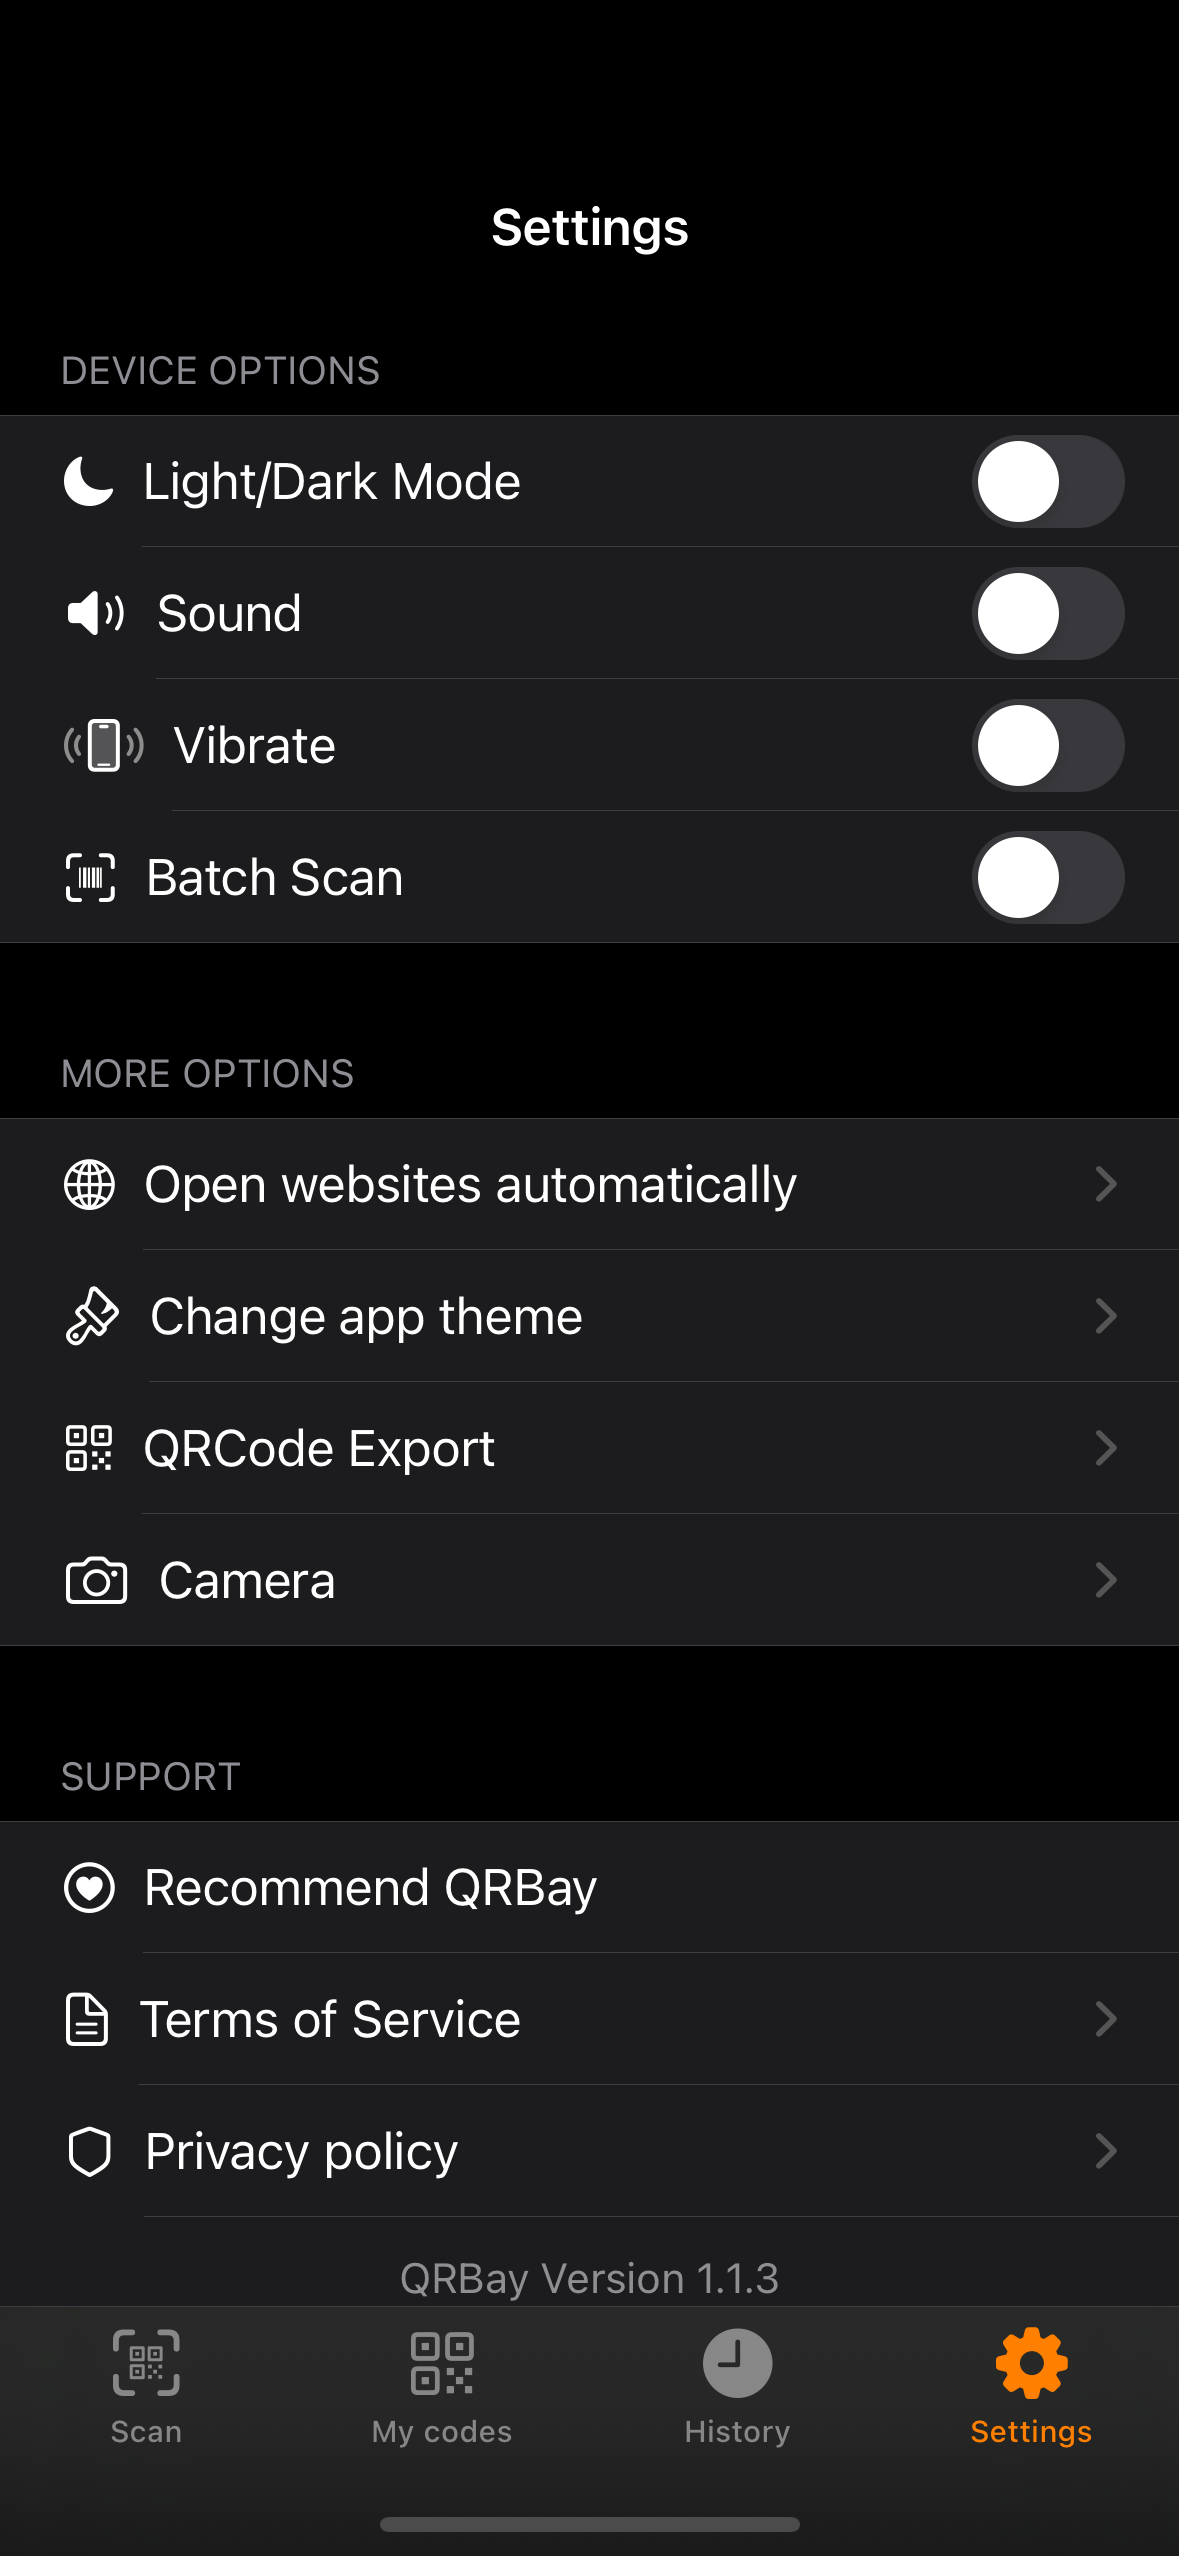 Settings
DEVICE OPTIONS
Light/Dark Mode
Sound
Vibrate
Batch Scan
MORE OPTIONS
Open websites automatically
Change app theme
QRCode Export
Camera
SUPPORT
Recommend QRBay
Terms of Service
Privacy policy
QRBay Version 1.1.3
Scan
My codes
History
Settings